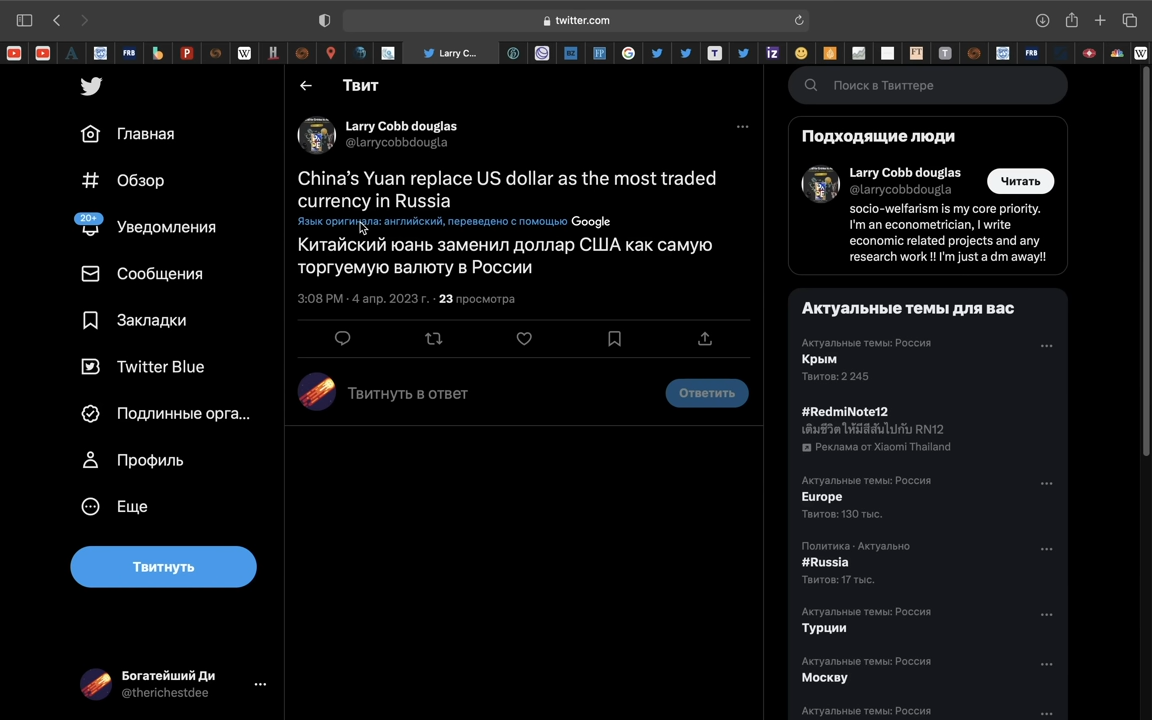 twitter.com
FRB
P
W
H
Larry C...
BZ
FP
G
T
iz
FT
T
FRB
W
Главная
Обзор
20+
Уведомления
Сообщения
Закладки
Twitter Blue
Подлинные орга...
Профиль
Еще
Твитнуть
Богатейший Ди
@therichestdee
Твит
Larry Cobb douglas
@larrycobbdougla
China’s Yuan replace US dollar as the most traded
currency in Russia
Язык оригинала: английский, переведено с помощью Google
Китайский юань заменил доллар США как самую
торгуемую валюту в России
3:08 PM · 4 апр. 2023 г. · 23 просмотра
Твитнуть в ответ
Ответить
Поиск в Твиттере
Подходящие люди
Larry Cobb douglas
@larrycobbdougla
Читать
socio-welfarism is my core priority.
I'm an econometrician, I write
economic related projects and any
research work !! I'm just a dm away!!
Актуальные темы для вас
Актуальные темы: Россия
Крым
Твитов: 2 245
#RedmiNote12
เติมชีวิต ให้มีสีสันไปกับ RN12
Реклама от Xiaomi Thailand
Актуальные темы: Россия
Europe
Твитов: 130 тыс.
Политика · Актуально
#Russia
Твитов: 17 тыс.
Актуальные темы: Россия
Турции
Актуальные темы: Россия
Москву
Актуальные темы: Россия